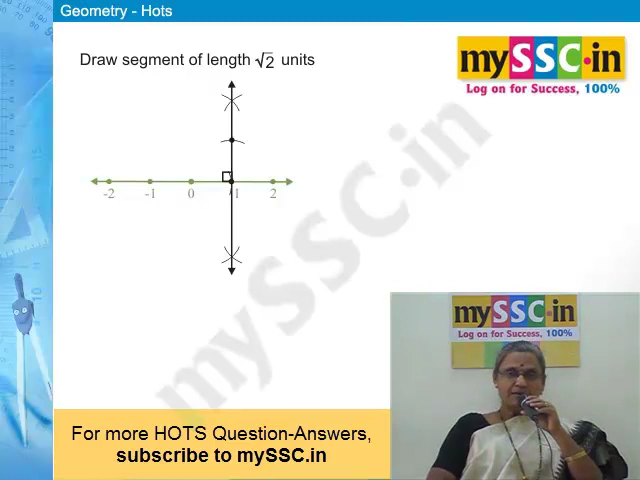 Geometry - Hots
Draw segment of length √2 units
mySSC.in
Log on for Success, 100%
-2 -1 0 1 2
mySSC.in
mySSC.in
Log on for Success, 100%
For more HOTS Question-Answers,
subscribe to mySSC.in